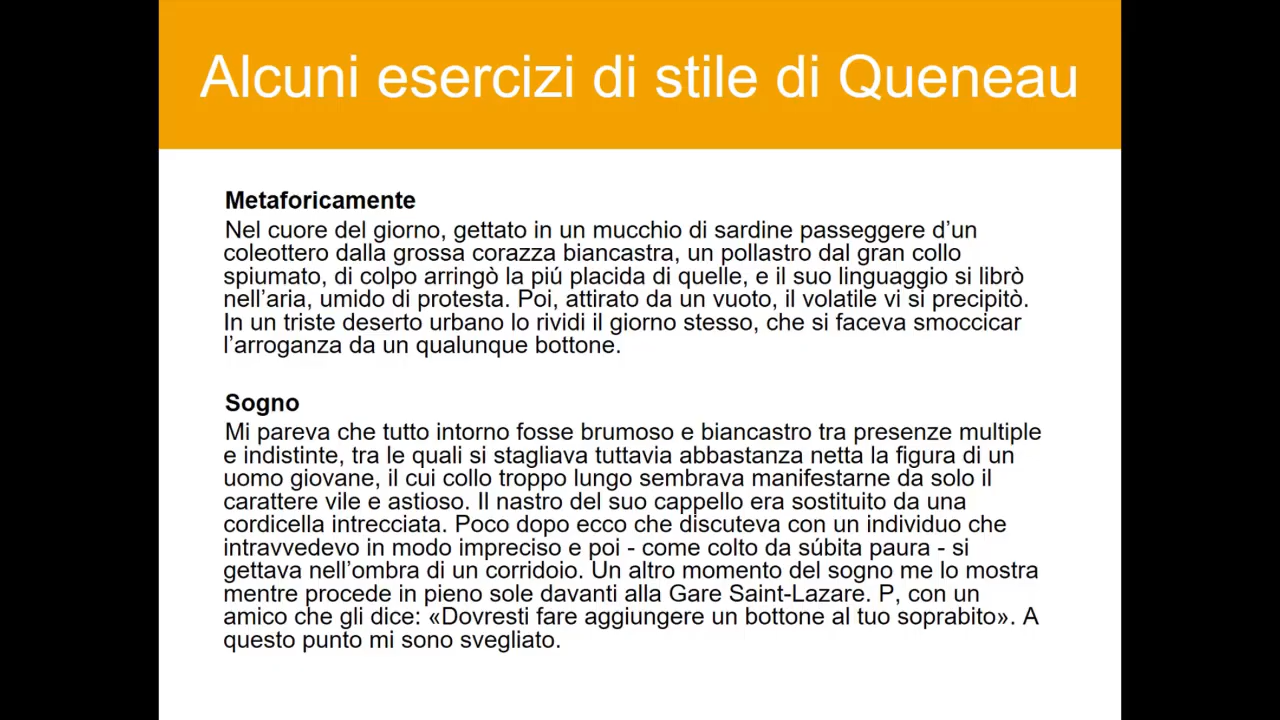 Alcuni esercizi di stile di Queneau
Metaforicamente
Nel cuore del giorno, gettato in un mucchio di sardine passeggere d’un
coleottero dalla grossa corazza biancastra, un pollastro dal gran collo
spiumato, di colpo arringò la piú placida di quelle, e il suo linguaggio si librò
nell’aria, umido di protesta. Poi, attirato da un vuoto, il volatile vi si precipitò.
In un triste deserto urbano lo rividi il giorno stesso, che si faceva smoccicar
l’arroganza da un qualunque bottone.
Sogno
Mi pareva che tutto intorno fosse brumoso e biancastro tra presenze multiple
e indistinte, tra le quali si stagliava tuttavia abbastanza netta la figura di un
uomo giovane, il cui collo troppo lungo sembrava manifestarne da solo il
carattere vile e astioso. Il nastro del suo cappello era sostituito da una
cordicella intrecciata. Poco dopo ecco che discuteva con un individuo che
intravvedevo in modo impreciso e poi - come colto da súbita paura - si
gettava nell’ombra di un corridoio. Un altro momento del sogno me lo mostra
mentre procede in pieno sole davanti alla Gare Saint-Lazare. P, con un
amico che gli dice: «Dovresti fare aggiungere un bottone al tuo soprabito». A
questo punto mi sono svegliato.